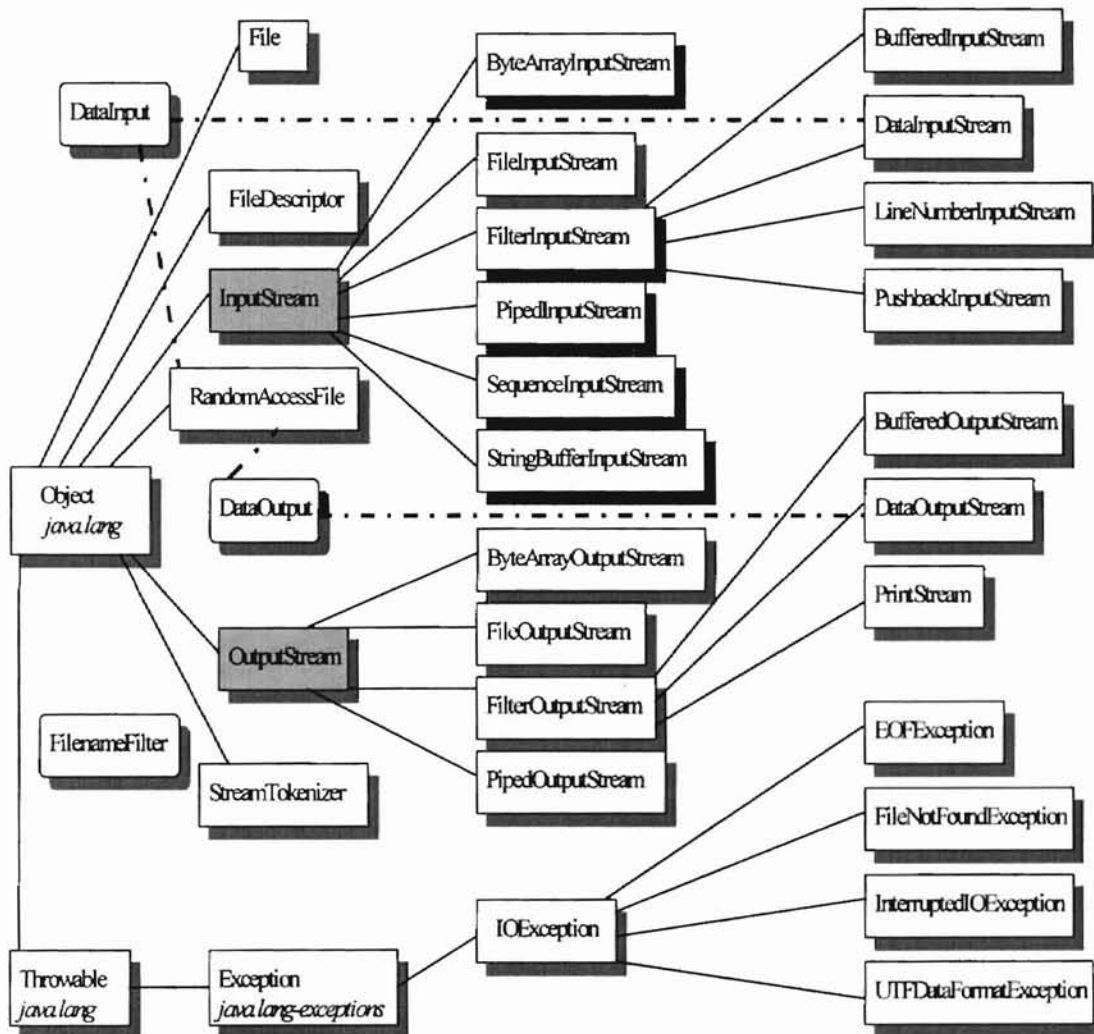 File
BufferedInputStream
ByteArrayInputStream
DataInput
DataInputStream
FileInputStream
FileDescriptor
LineNumberInputStream
FilterInputStream
InputStream
PushbackInputStream
PipedInputStream
SequenceInputStream
RandomAccessFile
BufferedOutputStream
StringBufferInputStream
Object
java.lang
DataOutput
DataOutputStream
ByteArrayOutputStream
PrintStream
FileOutputStream
OutputStream
FilterOutputStream
EOFException
FilenameFilter
PipedOutputStream
StreamTokenizer
FileNotFoundException
InterruptedIOException
IOException
Throwable
java.lang
Exception
java.lang-exceptions
UTFDataFormatException